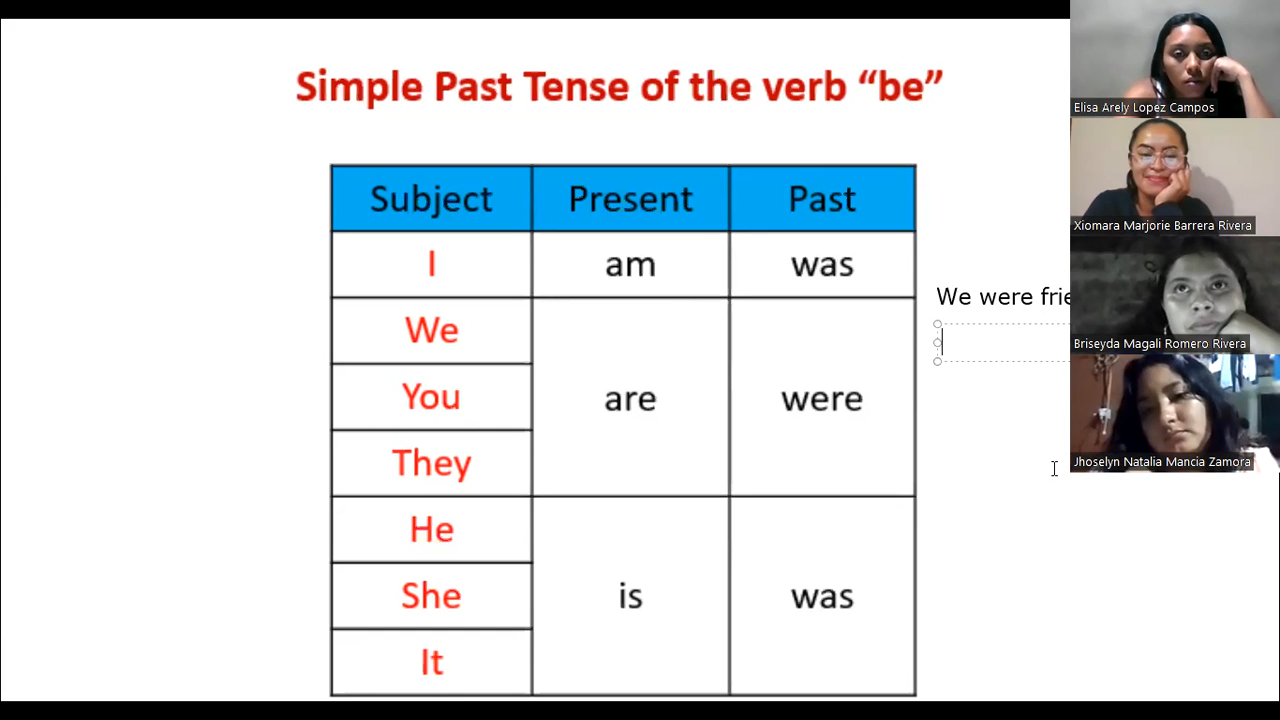 Simple Past Tense of the verb “be”
Subject Present Past
I am was
We
You are were
They
He
She is was
It
We were
Elisa Arely Lopez Campos
Xiomara Marjorie Barrera Rivera
Briseyda Magali Romero Rivera
Jhoselyn Natalia Mancia Zamora